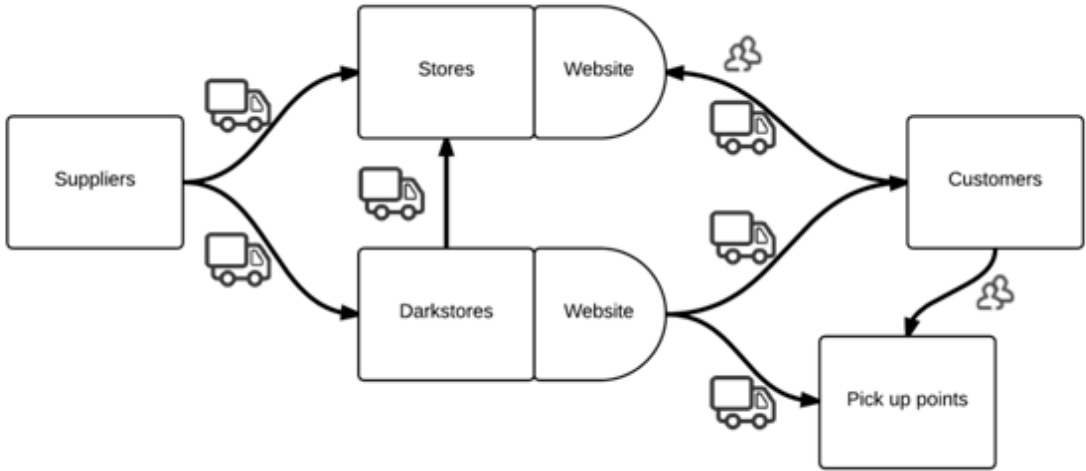 Stores
Website
Suppliers
Customers
Darkstores
Website
Pick up points